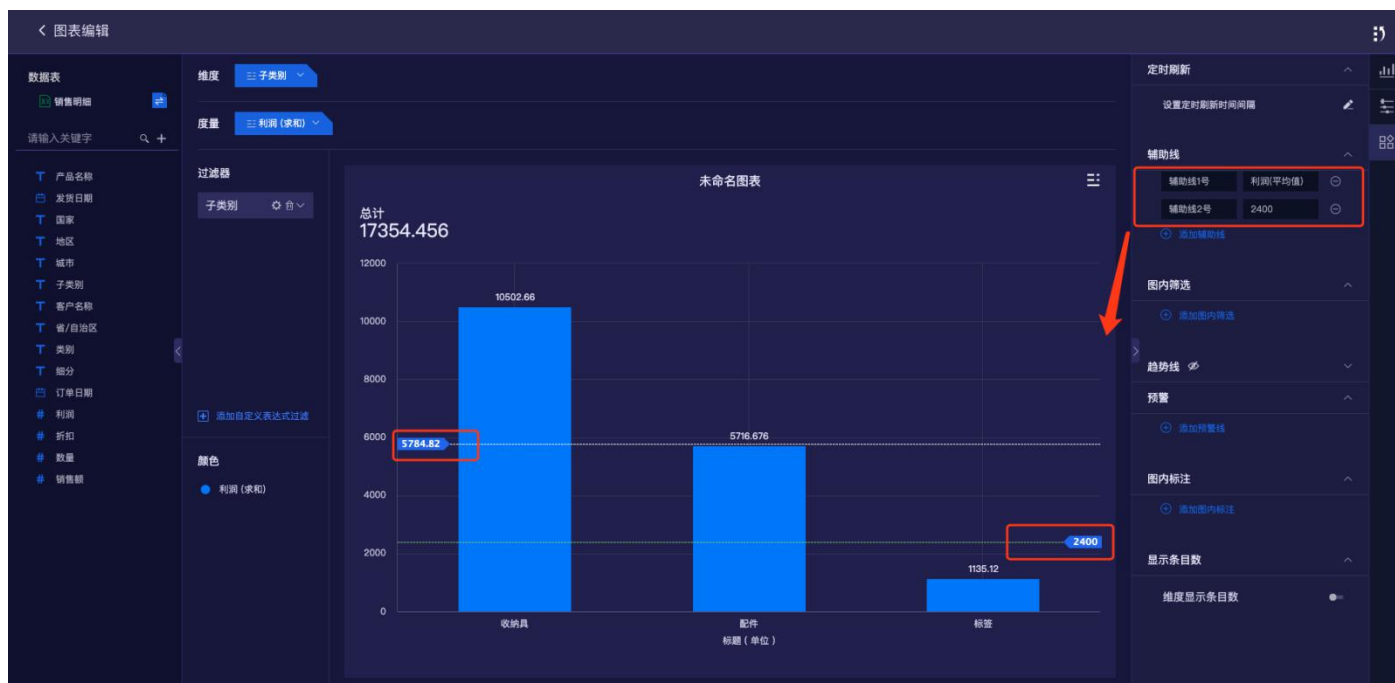 图表编辑
数据表
销售明细
请输入关键字
产品名称
发货日期
国家
地区
城市
子类别
客户名称
省/自治区
类别
细分
订单日期
利润
折扣
数量
销售额
维度
子类别
度量
利润 (求和)
过滤器
子类别
添加自定义表达式过滤
颜色
利润 (求和)
未命名图表
总计
17354.456
12000
10000
8000
6000
4000
2000
0
10502.66
5716.676
1135.12
5784.82
2400
收纳具
配件
标签
标题 ( 单位 )
定时刷新
设置定时刷新时间间隔
辅助线
辅助线1号 利润(平均值)
辅助线2号 2400
添加辅助线
图内筛选
添加图内筛选
趋势线
预警
添加预警线
图内标注
添加图内标注
显示条目数
维度显示条目数